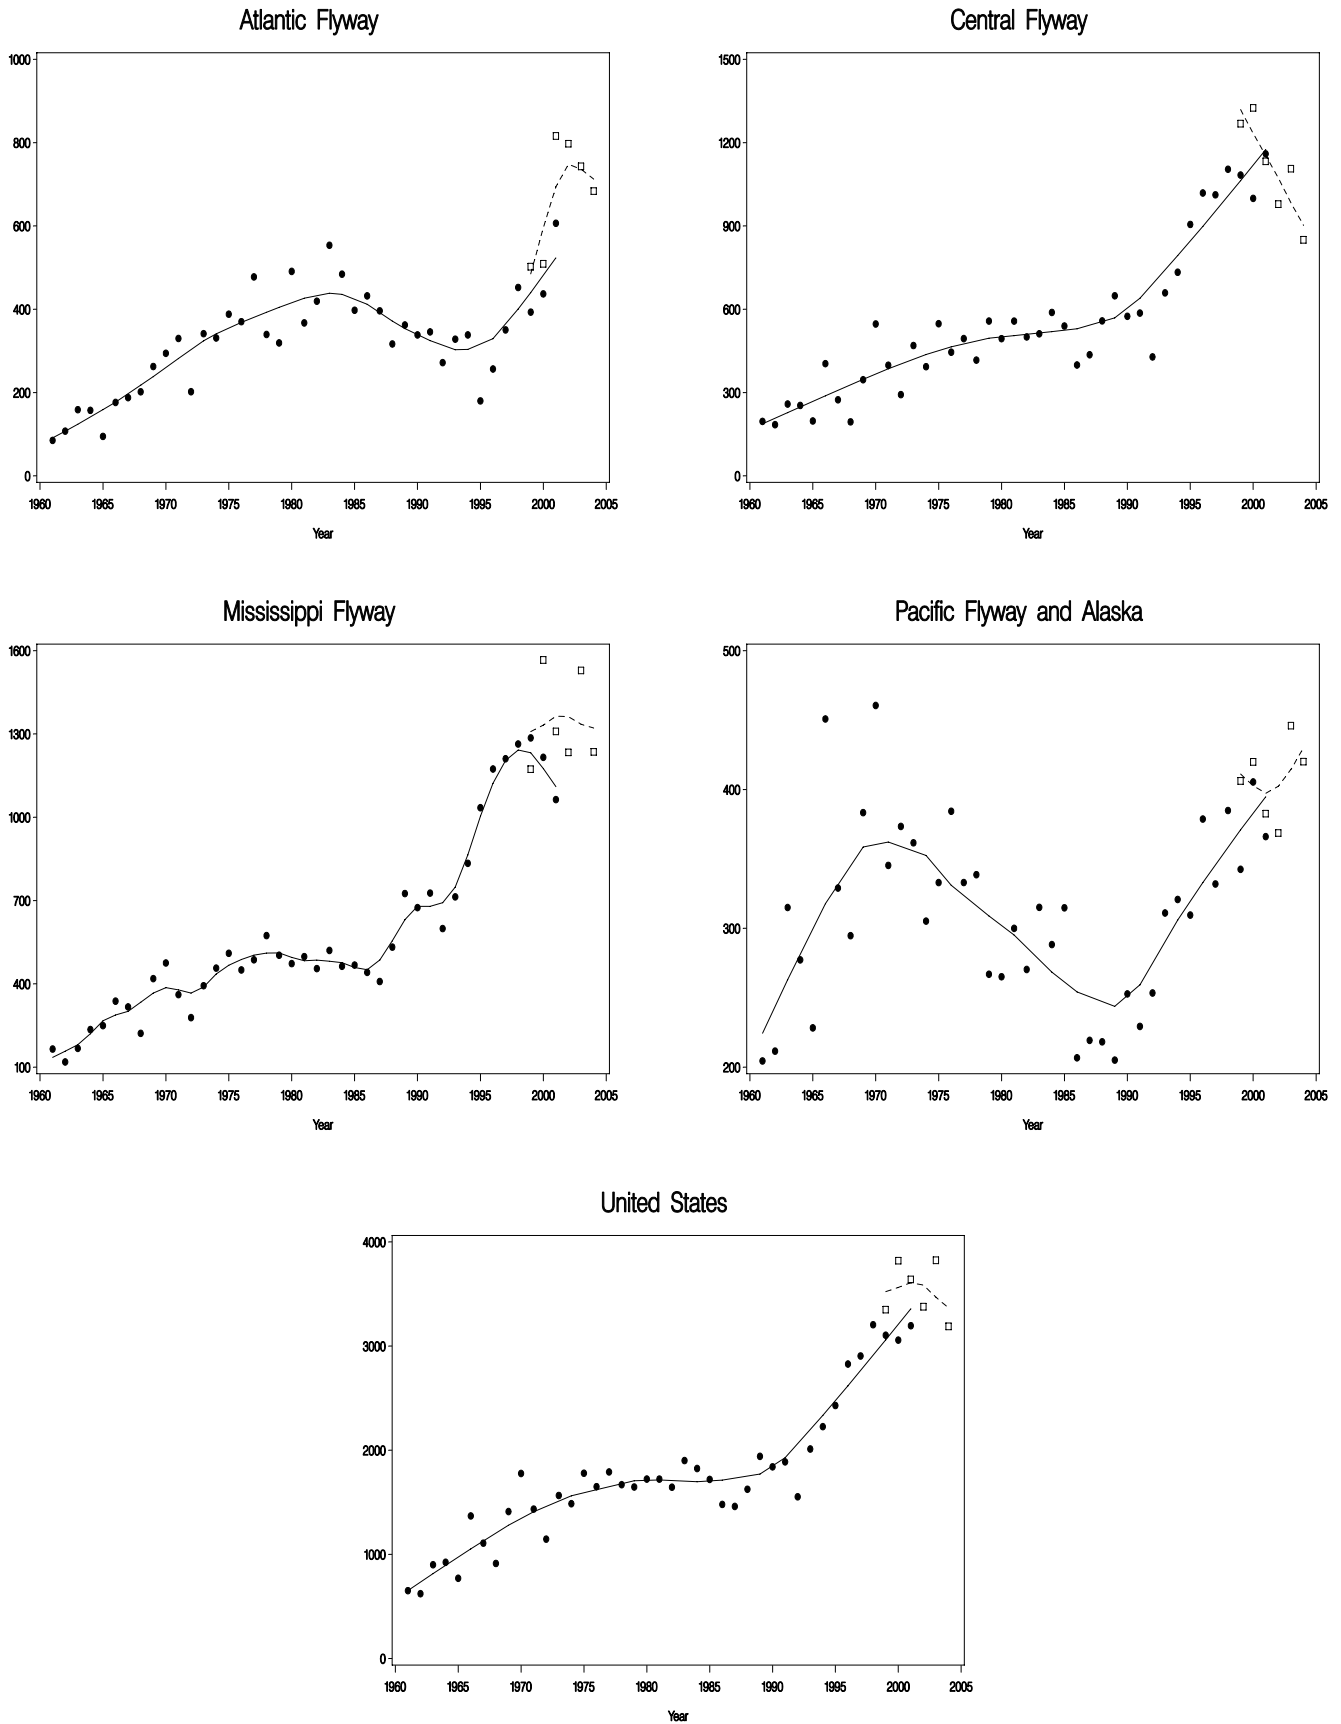 Atlantic Flyway
1000
800
600
400
200
0
1960 1965 1970 1975 1980 1985 1990 1995 2000 2005
Year
Central Flyway
1500
1200
900
600
300
0
1960 1965 1970 1975 1980 1985 1990 1995 2000 2005
Year
Mississippi Flyway
1600
1300
1000
700
400
100
1960 1965 1970 1975 1980 1985 1990 1995 2000 2005
Year
Pacific Flyway and Alaska
500
400
300
200
1960 1965 1970 1975 1980 1985 1990 1995 2000 2005
Year
United States
4000
3000
2000
1000
0
1960 1965 1970 1975 1980 1985 1990 1995 2000 2005
Year